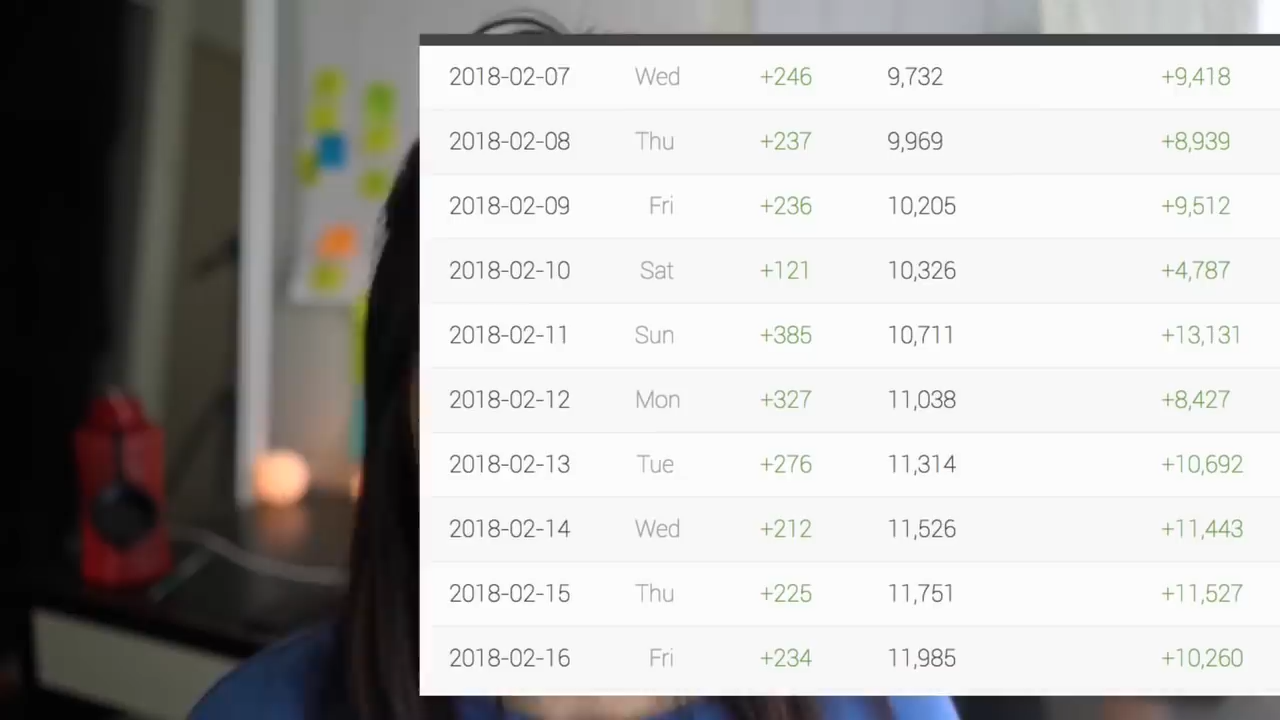 2018-02-07 Wed +246 9,732 +9,418
2018-02-08 Thu +237 9,969 +8,939
2018-02-09 Fri +236 10,205 +9,512
2018-02-10 Sat +121 10,326 +4,787
2018-02-11 Sun +385 10,711 +13,131
2018-02-12 Mon +327 11,038 +8,427
2018-02-13 Tue +276 11,314 +10,692
2018-02-14 Wed +212 11,526 +11,443
2018-02-15 Thu +225 11,751 +11,527
2018-02-16 Fri +234 11,985 +10,260